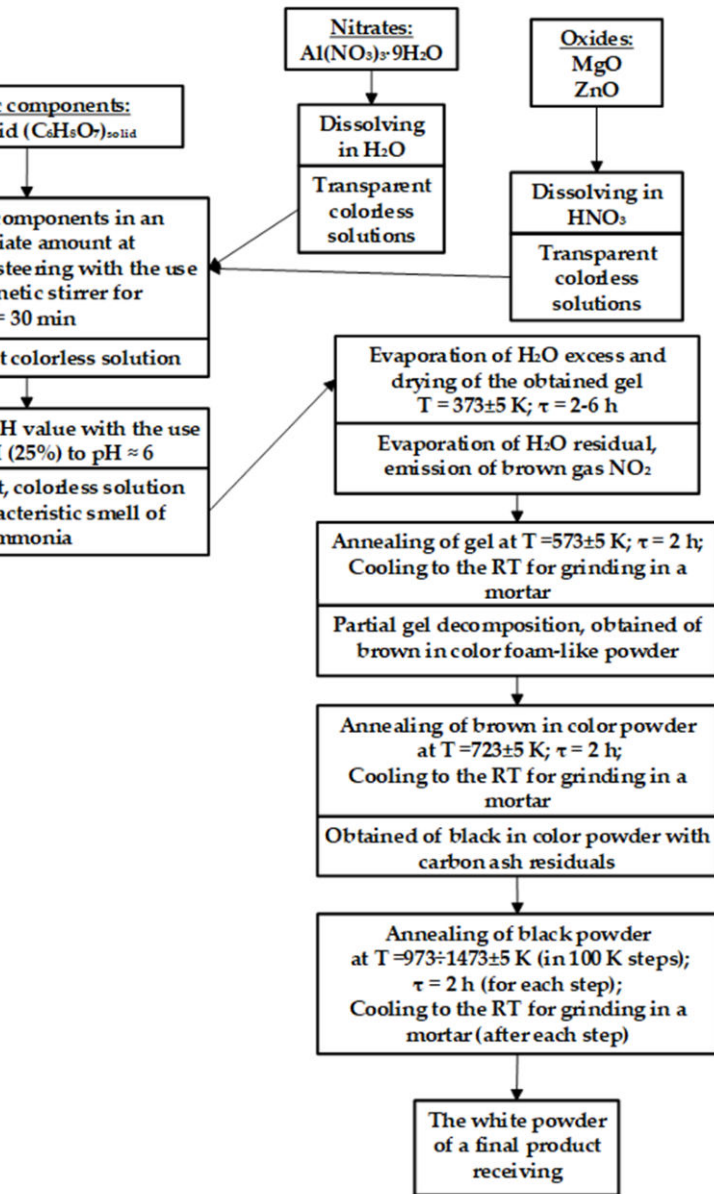 Nitrates:
Al(NO₃)₃·9H₂O
Oxides:
MgO
ZnO
components:
(C₆H₈O₇)solid
Dissolving
in H₂O
Transparent
colorless
solutions
Dissolving in
HNO₃
Transparent
colorless
solutions
components in an
amount at
steering with the use
stirrer for
= 30 min
colorless solution
value with the use
(25%) to pH ≈ 6
colorless solution
smell of
Evaporation of H₂O excess and
drying of the obtained gel
T = 373±5 K; τ = 2-6 h
Evaporation of H₂O residual,
emission of brown gas NO₂
Annealing of gel at T =573±5 K; τ = 2 h;
Cooling to the RT for grinding in a
mortar
Partial gel decomposition, obtained of
brown in color foam-like powder
Annealing of brown in color powder
at T =723±5 K; τ = 2 h;
Cooling to the RT for grinding in a
mortar
Obtained of black in color powder with
carbon ash residuals
Annealing of black powder
at T =973÷1473±5 K (in 100 K steps);
τ = 2 h (for each step);
Cooling to the RT for grinding in a
mortar (after each step)
The white powder
of a final product
receiving